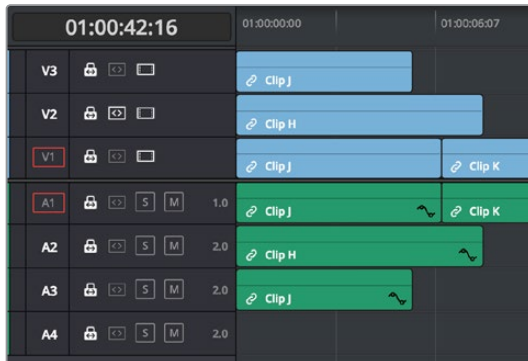 01:00:42:16
01:00:00:00
01:00:06:07
V3
Clip J
V2
Clip H
V1
Clip J
Clip K
A1
S M
1.0
Clip J
Clip K
A2
S M
2.0
Clip H
A3
S M
2.0
Clip J
A4
S M
2.0